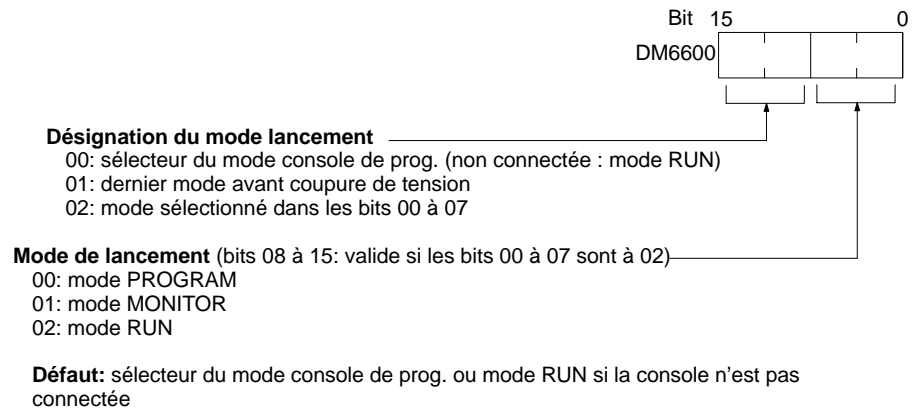 Bit 15 0
DM6600
Désignation du mode lancement
00: sélecteur du mode console de prog. (non connectée : mode RUN)
01: dernier mode avant coupure de tension
02: mode sélectionné dans les bits 00 à 07
Mode de lancement (bits 08 à 15: valide si les bits 00 à 07 sont à 02)
00: mode PROGRAM
01: mode MONITOR
02: mode RUN
Défaut: sélecteur du mode console de prog. ou mode RUN si la console n'est pas
connectée